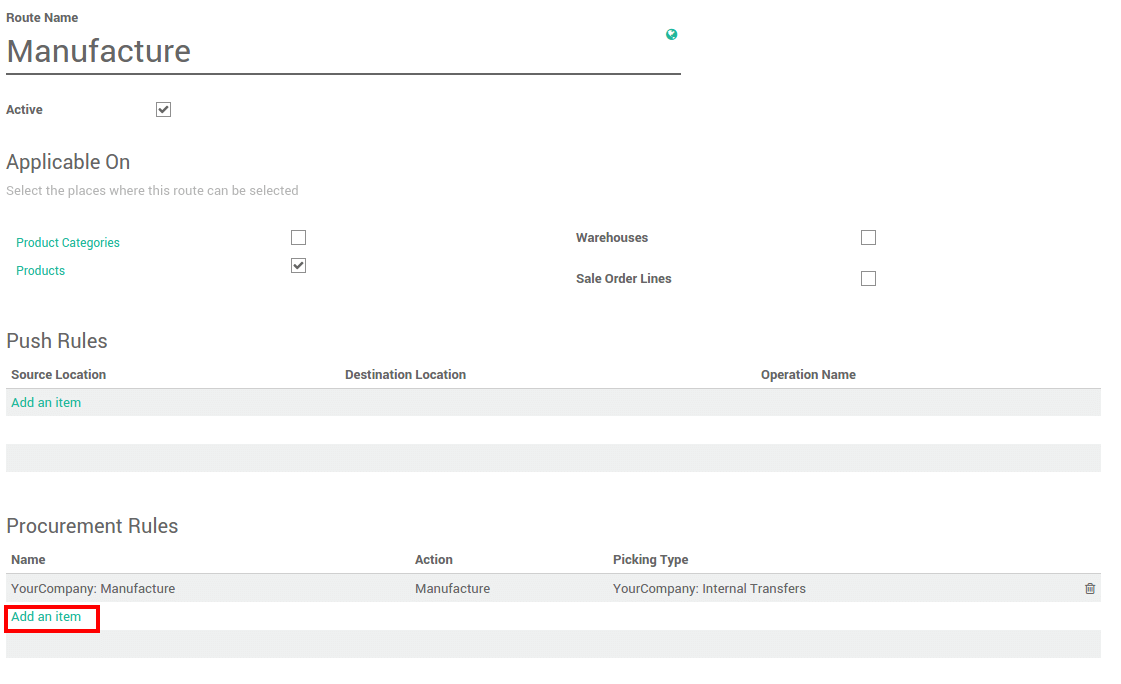 Route Name
Manufacture
Active
Applicable On
Select the places where this route can be selected
Product Categories
Warehouses
Products
Sale Order Lines
Push Rules
Source Location Destination Location Operation Name
Add an item
Procurement Rules
Name Action Picking Type
YourCompany: Manufacture Manufacture YourCompany: Internal Transfers
Add an item